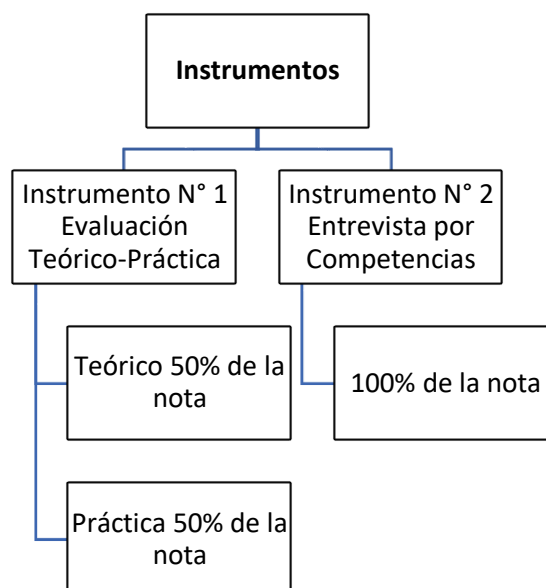 Instrumentos
Instrumento N° 1
Evaluación
Teórico-Práctica
Instrumento N° 2
Entrevista por
Competencias
Teórico 50% de la
nota
100% de la nota
Práctica 50% de la
nota